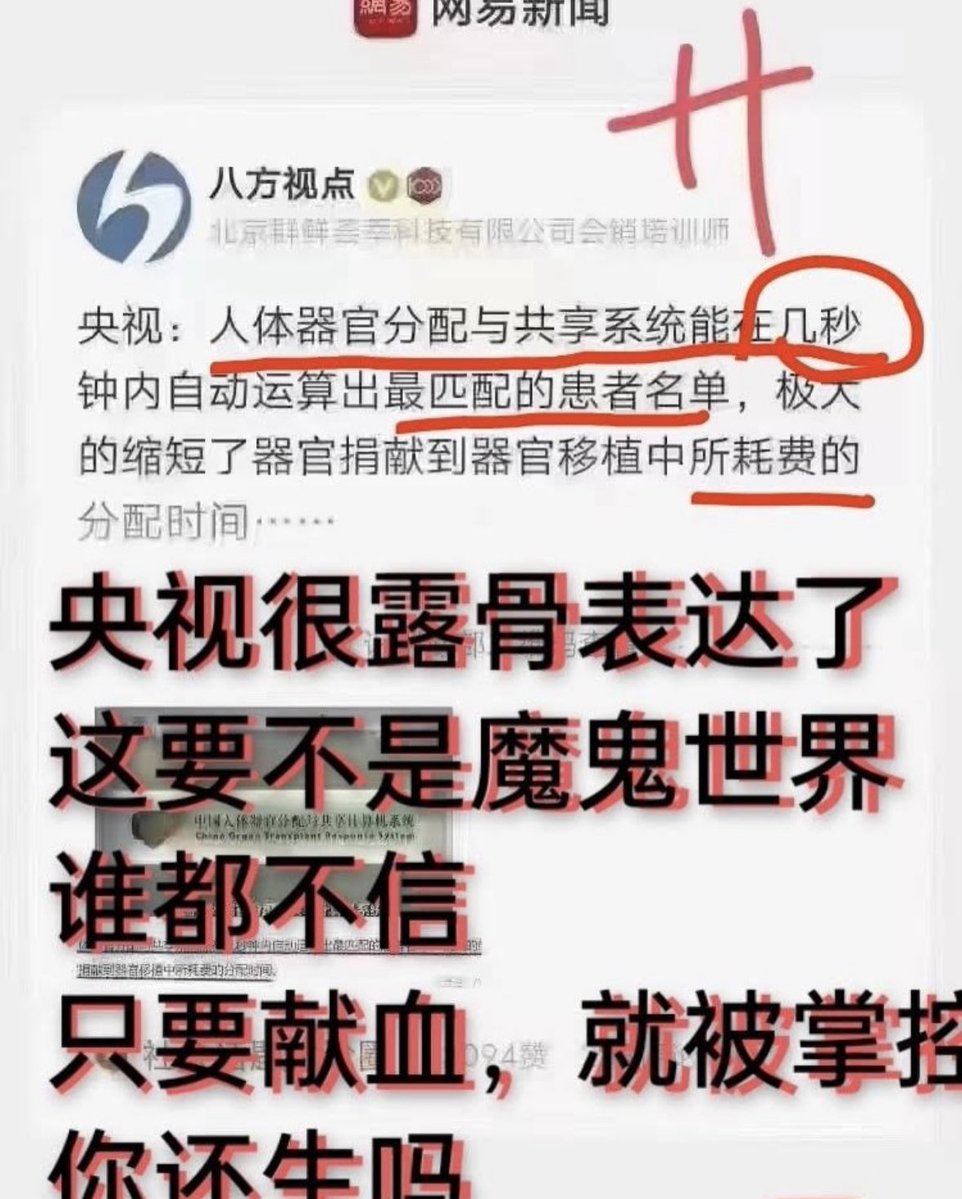 網易 网易新闻
八方视点
北京群鲜荟萃科技有限公司会销培训师
央视：人体器官分配与共享系统能在几秒
钟内自动运算出最匹配的患者名单，极大
的缩短了器官捐献到器官移植中所耗费的
分配时间······
央视很露骨表达了
这要不是魔鬼世界
中国人体器官分配与共享计算机系统
China Organ Transplant Response System
谁都不信
捐献到器官移植中所耗费的分配时间。
只要献血，就被掌控
094赞
你还生吗